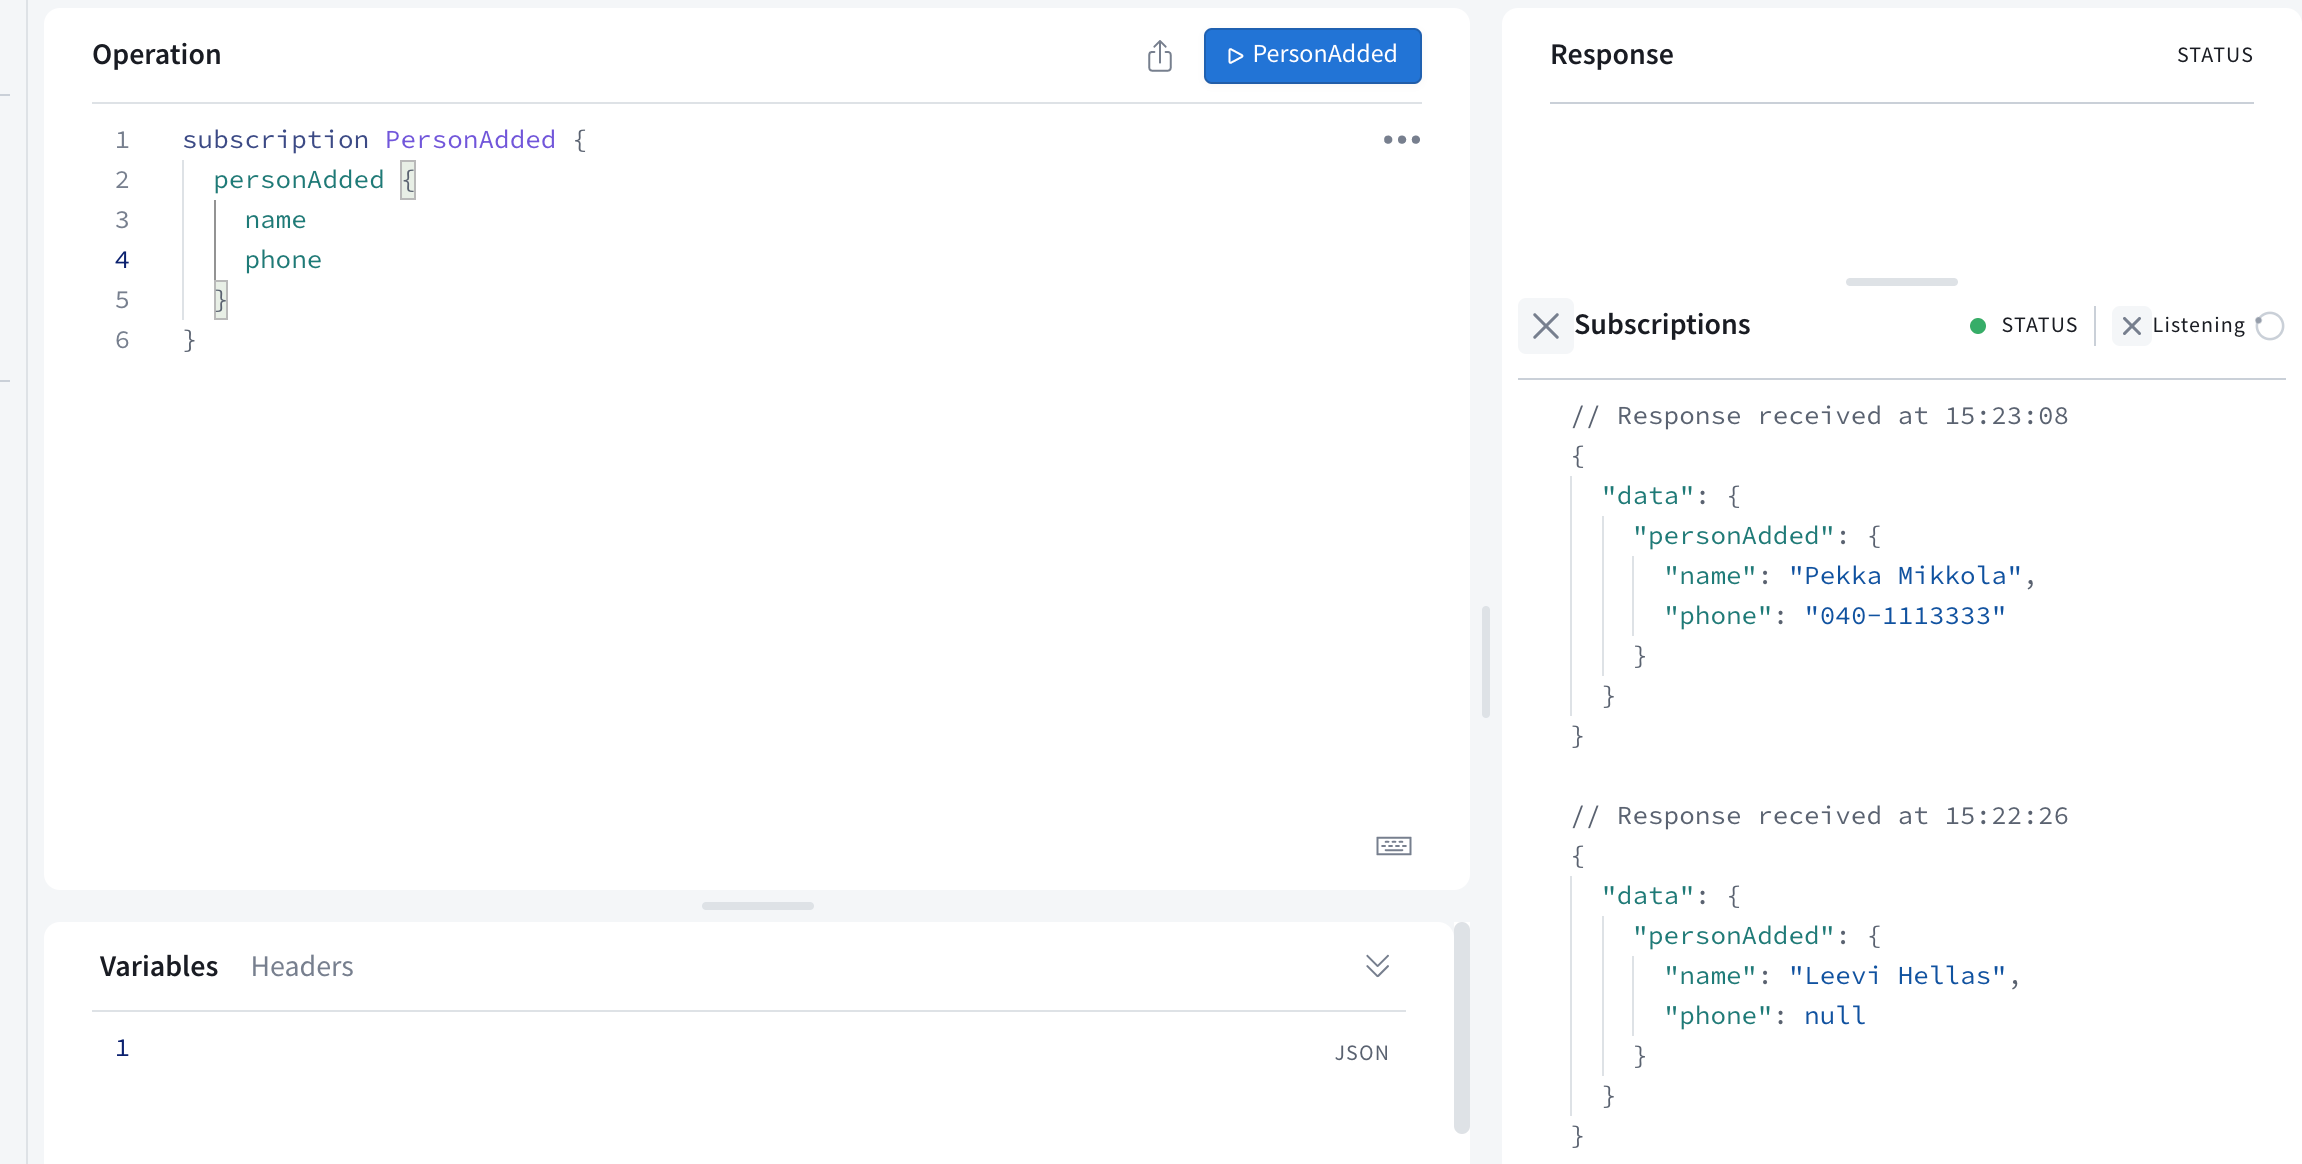 Operation
PersonAdded
1 subscription PersonAdded {
2 personAdded {
3 name
4 phone
5 }
6 }
Variables Headers
1
JSON
Response STATUS
Subscriptions STATUS Listening
// Response received at 15:23:08
{
"data": {
"personAdded": {
"name": "Pekka Mikkola",
"phone": "040-1113333"
}
}
}
// Response received at 15:22:26
{
"data": {
"personAdded": {
"name": "Leevi Hellas",
"phone": null
}
}
}